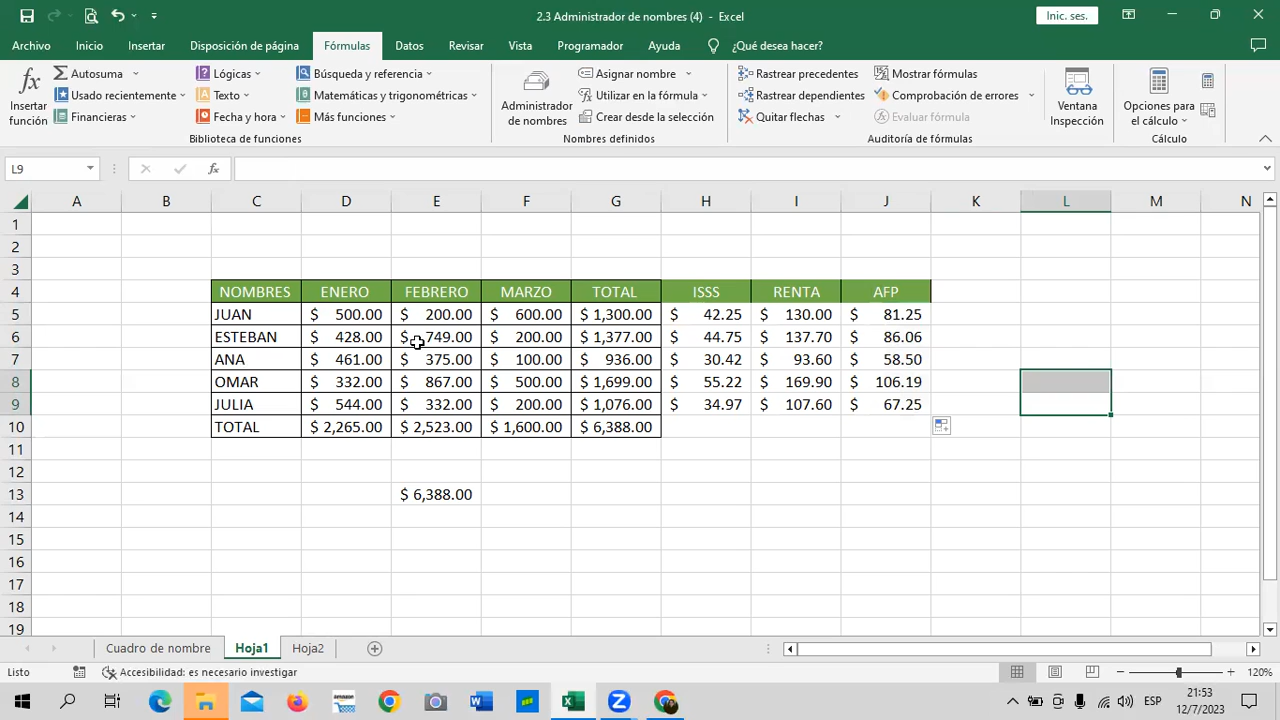 2.3 Administrador de nombres (4) - Excel
Inic. ses.
Archivo Inicio Insertar Disposición de página Fórmulas Datos Revisar Vista Programador Ayuda ¿Qué desea hacer?
Insertar función
Autosuma
Usado recientemente
Financieras
Lógicas
Texto
Fecha y hora
Búsqueda y referencia
Matemáticas y trigonométricas
Más funciones
Biblioteca de funciones
Administrador de nombres
Asignar nombre
Utilizar en la fórmula
Crear desde la selección
Nombres definidos
Rastrear precedentes
Rastrear dependientes
Quitar flechas
Mostrar fórmulas
Comprobación de errores
Evaluar fórmula
Auditoría de fórmulas
Ventana Inspección
Opciones para el cálculo
Cálculo
L9 fx
A B C D E F G H I J K L M N
1
2
3
4 NOMBRES ENERO FEBRERO MARZO TOTAL ISSS RENTA AFP
5 JUAN $ 500.00 $ 200.00 $ 600.00 $ 1,300.00 $ 42.25 $ 130.00 $ 81.25
6 ESTEBAN $ 428.00 $ 749.00 $ 200.00 $ 1,377.00 $ 44.75 $ 137.70 $ 86.06
7 ANA $ 461.00 $ 375.00 $ 100.00 $ 936.00 $ 30.42 $ 93.60 $ 58.50
8 OMAR $ 332.00 $ 867.00 $ 500.00 $ 1,699.00 $ 55.22 $ 169.90 $ 106.19
9 JULIA $ 544.00 $ 332.00 $ 200.00 $ 1,076.00 $ 34.97 $ 107.60 $ 67.25
10 TOTAL $ 2,265.00 $ 2,523.00 $ 1,600.00 $ 6,388.00
11
12
13 $ 6,388.00
14
15
16
17
18
19
Cuadro de nombre Hoja1 Hoja2
Listo Accesibilidad: es necesario investigar 120%
ESP 21:53
12/7/2023